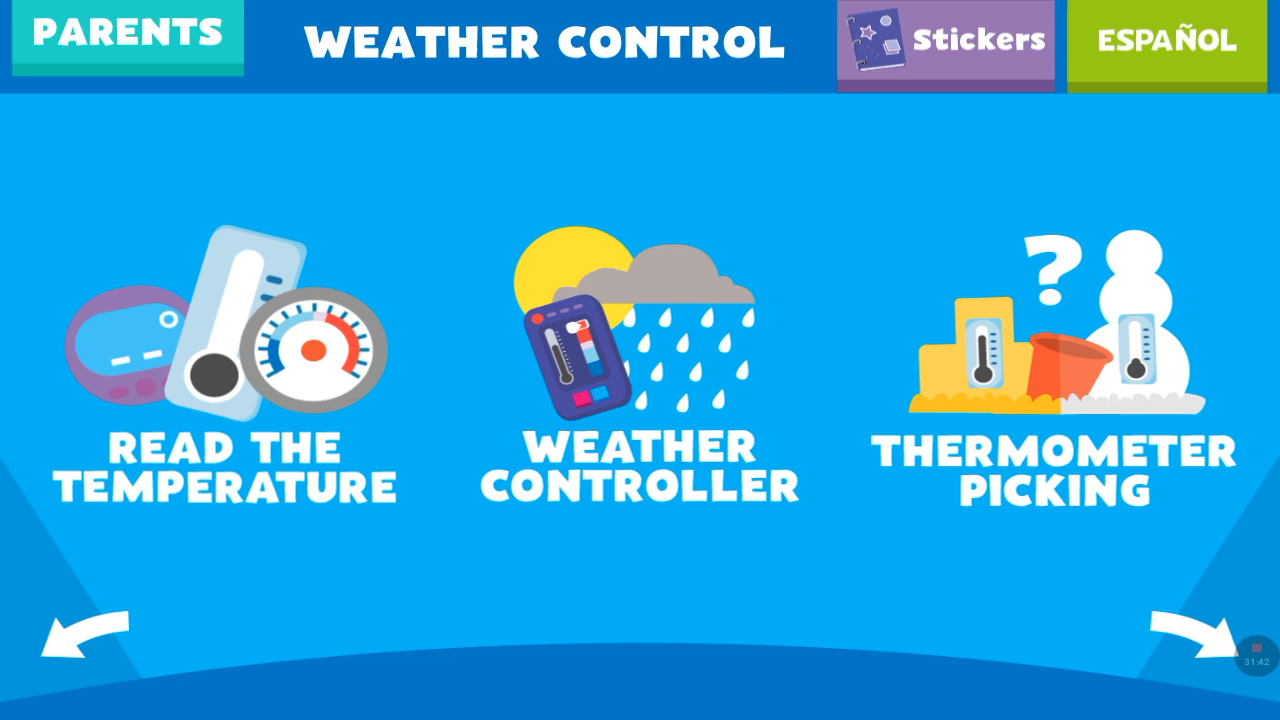 PARENTS
WEATHER CONTROL
Stickers
ESPAÑOL
?
READ THE
TEMPERATURE
WEATHER
CONTROLLER
THERMOMETER
PICKING
31:42